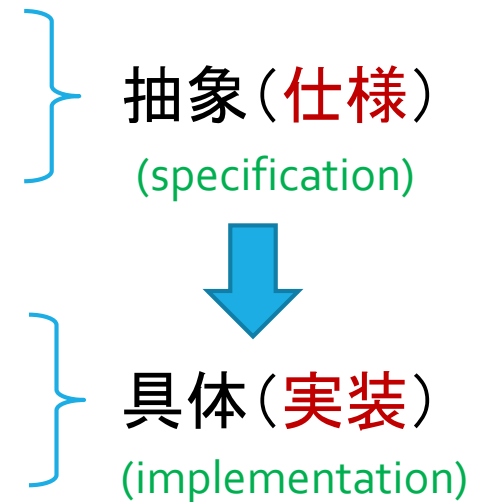 抽象（仕様）
(specification)
具体（実装）
(implementation)